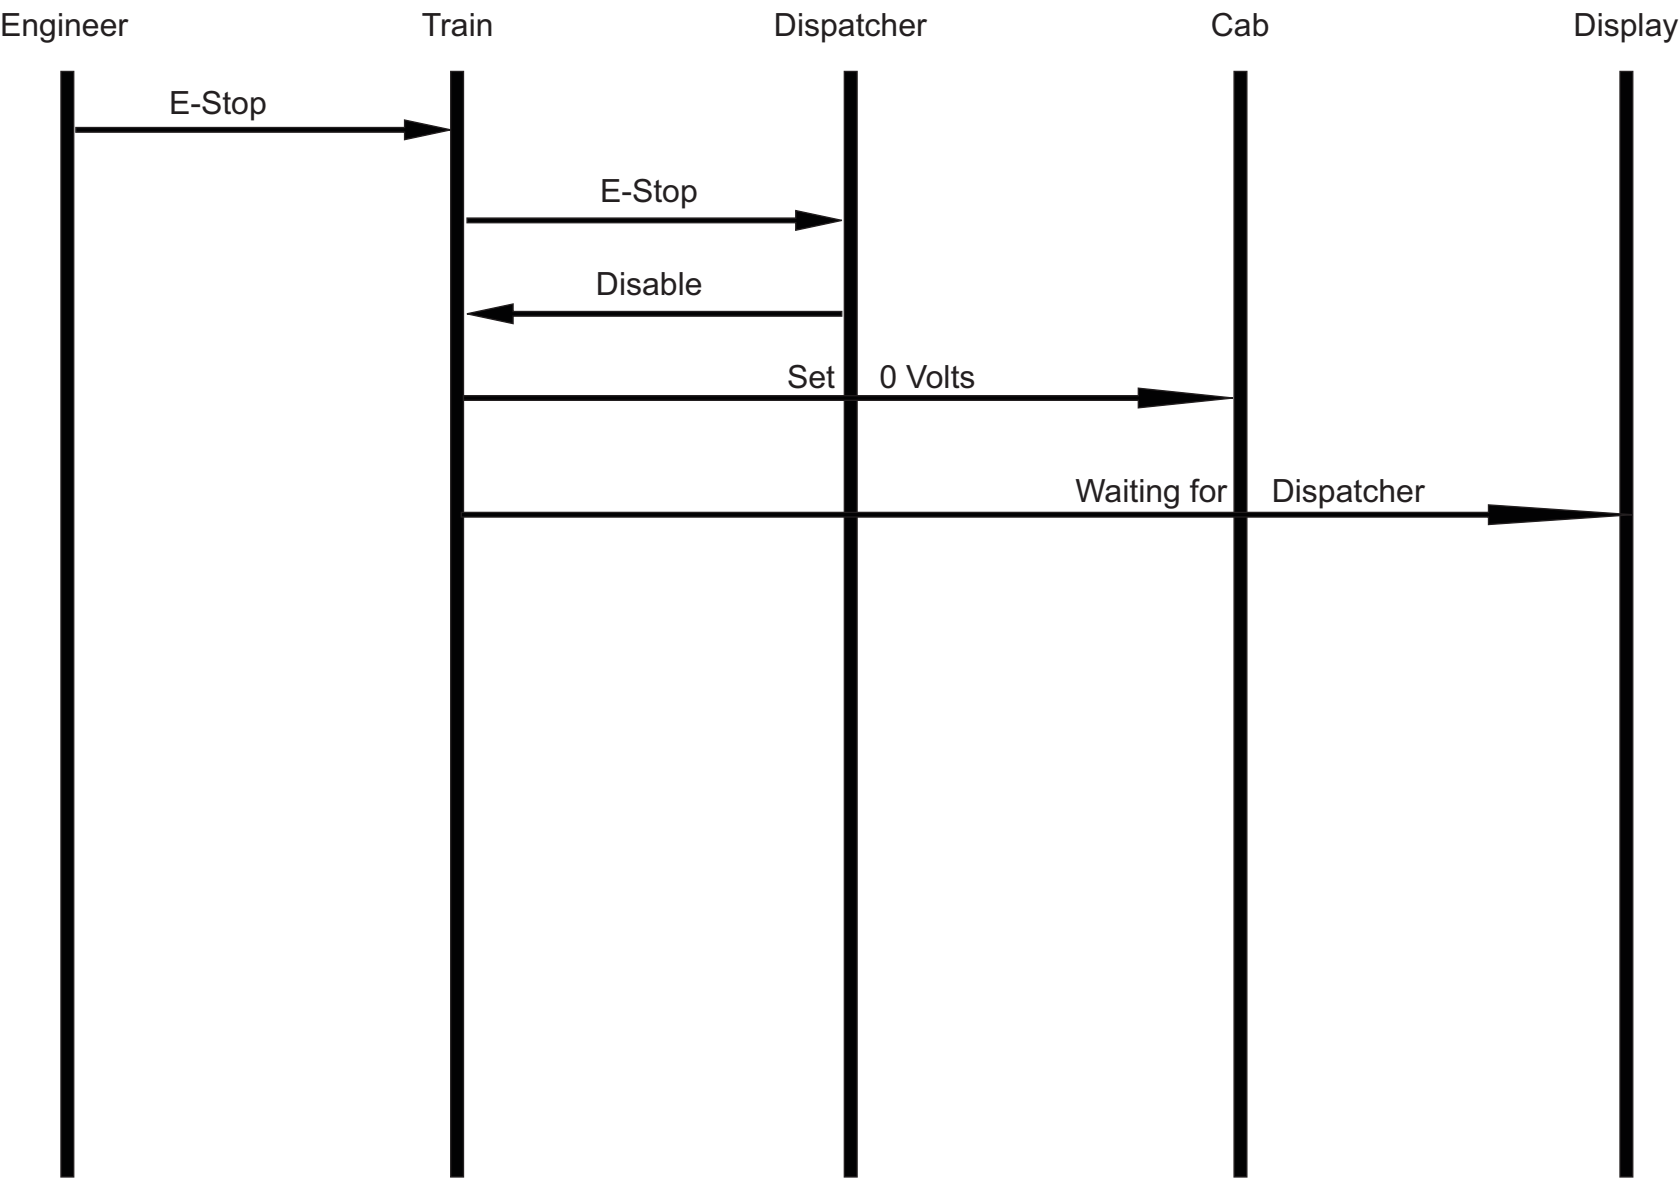 Engineer Train Dispatcher Cab Display
E-Stop
E-Stop
Disable
Set 0 Volts
Waiting for Dispatcher